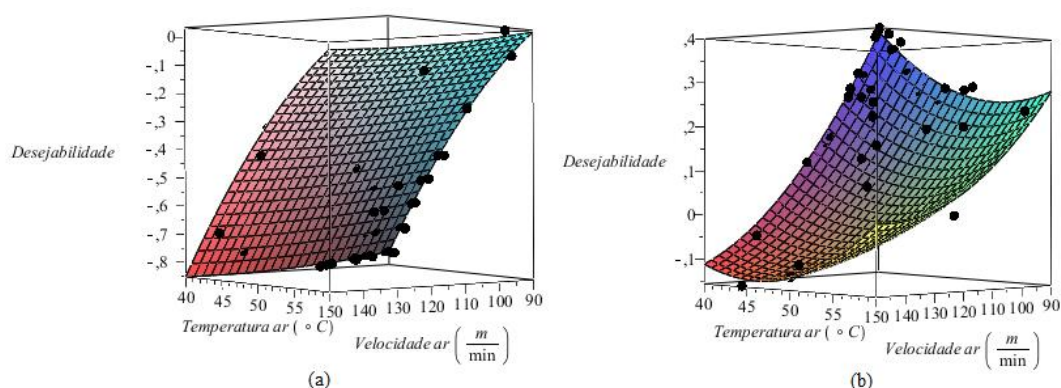 0
-,1
-,2
-,3
Desejabilidade
-,4
-,5
-,6
-,7
-,8
40 45 50 55 150 130 120 110 100 90
Temperatura ar ( ∘ C)
Velocidade ar ( m/min )
(a)
,4
,3
,2
Desejabilidade
,1
0
-,1
40 45 50 55 150 130 120 110 100 90
Temperatura ar ( ∘ C)
Velocidade ar ( m/min )
(b)